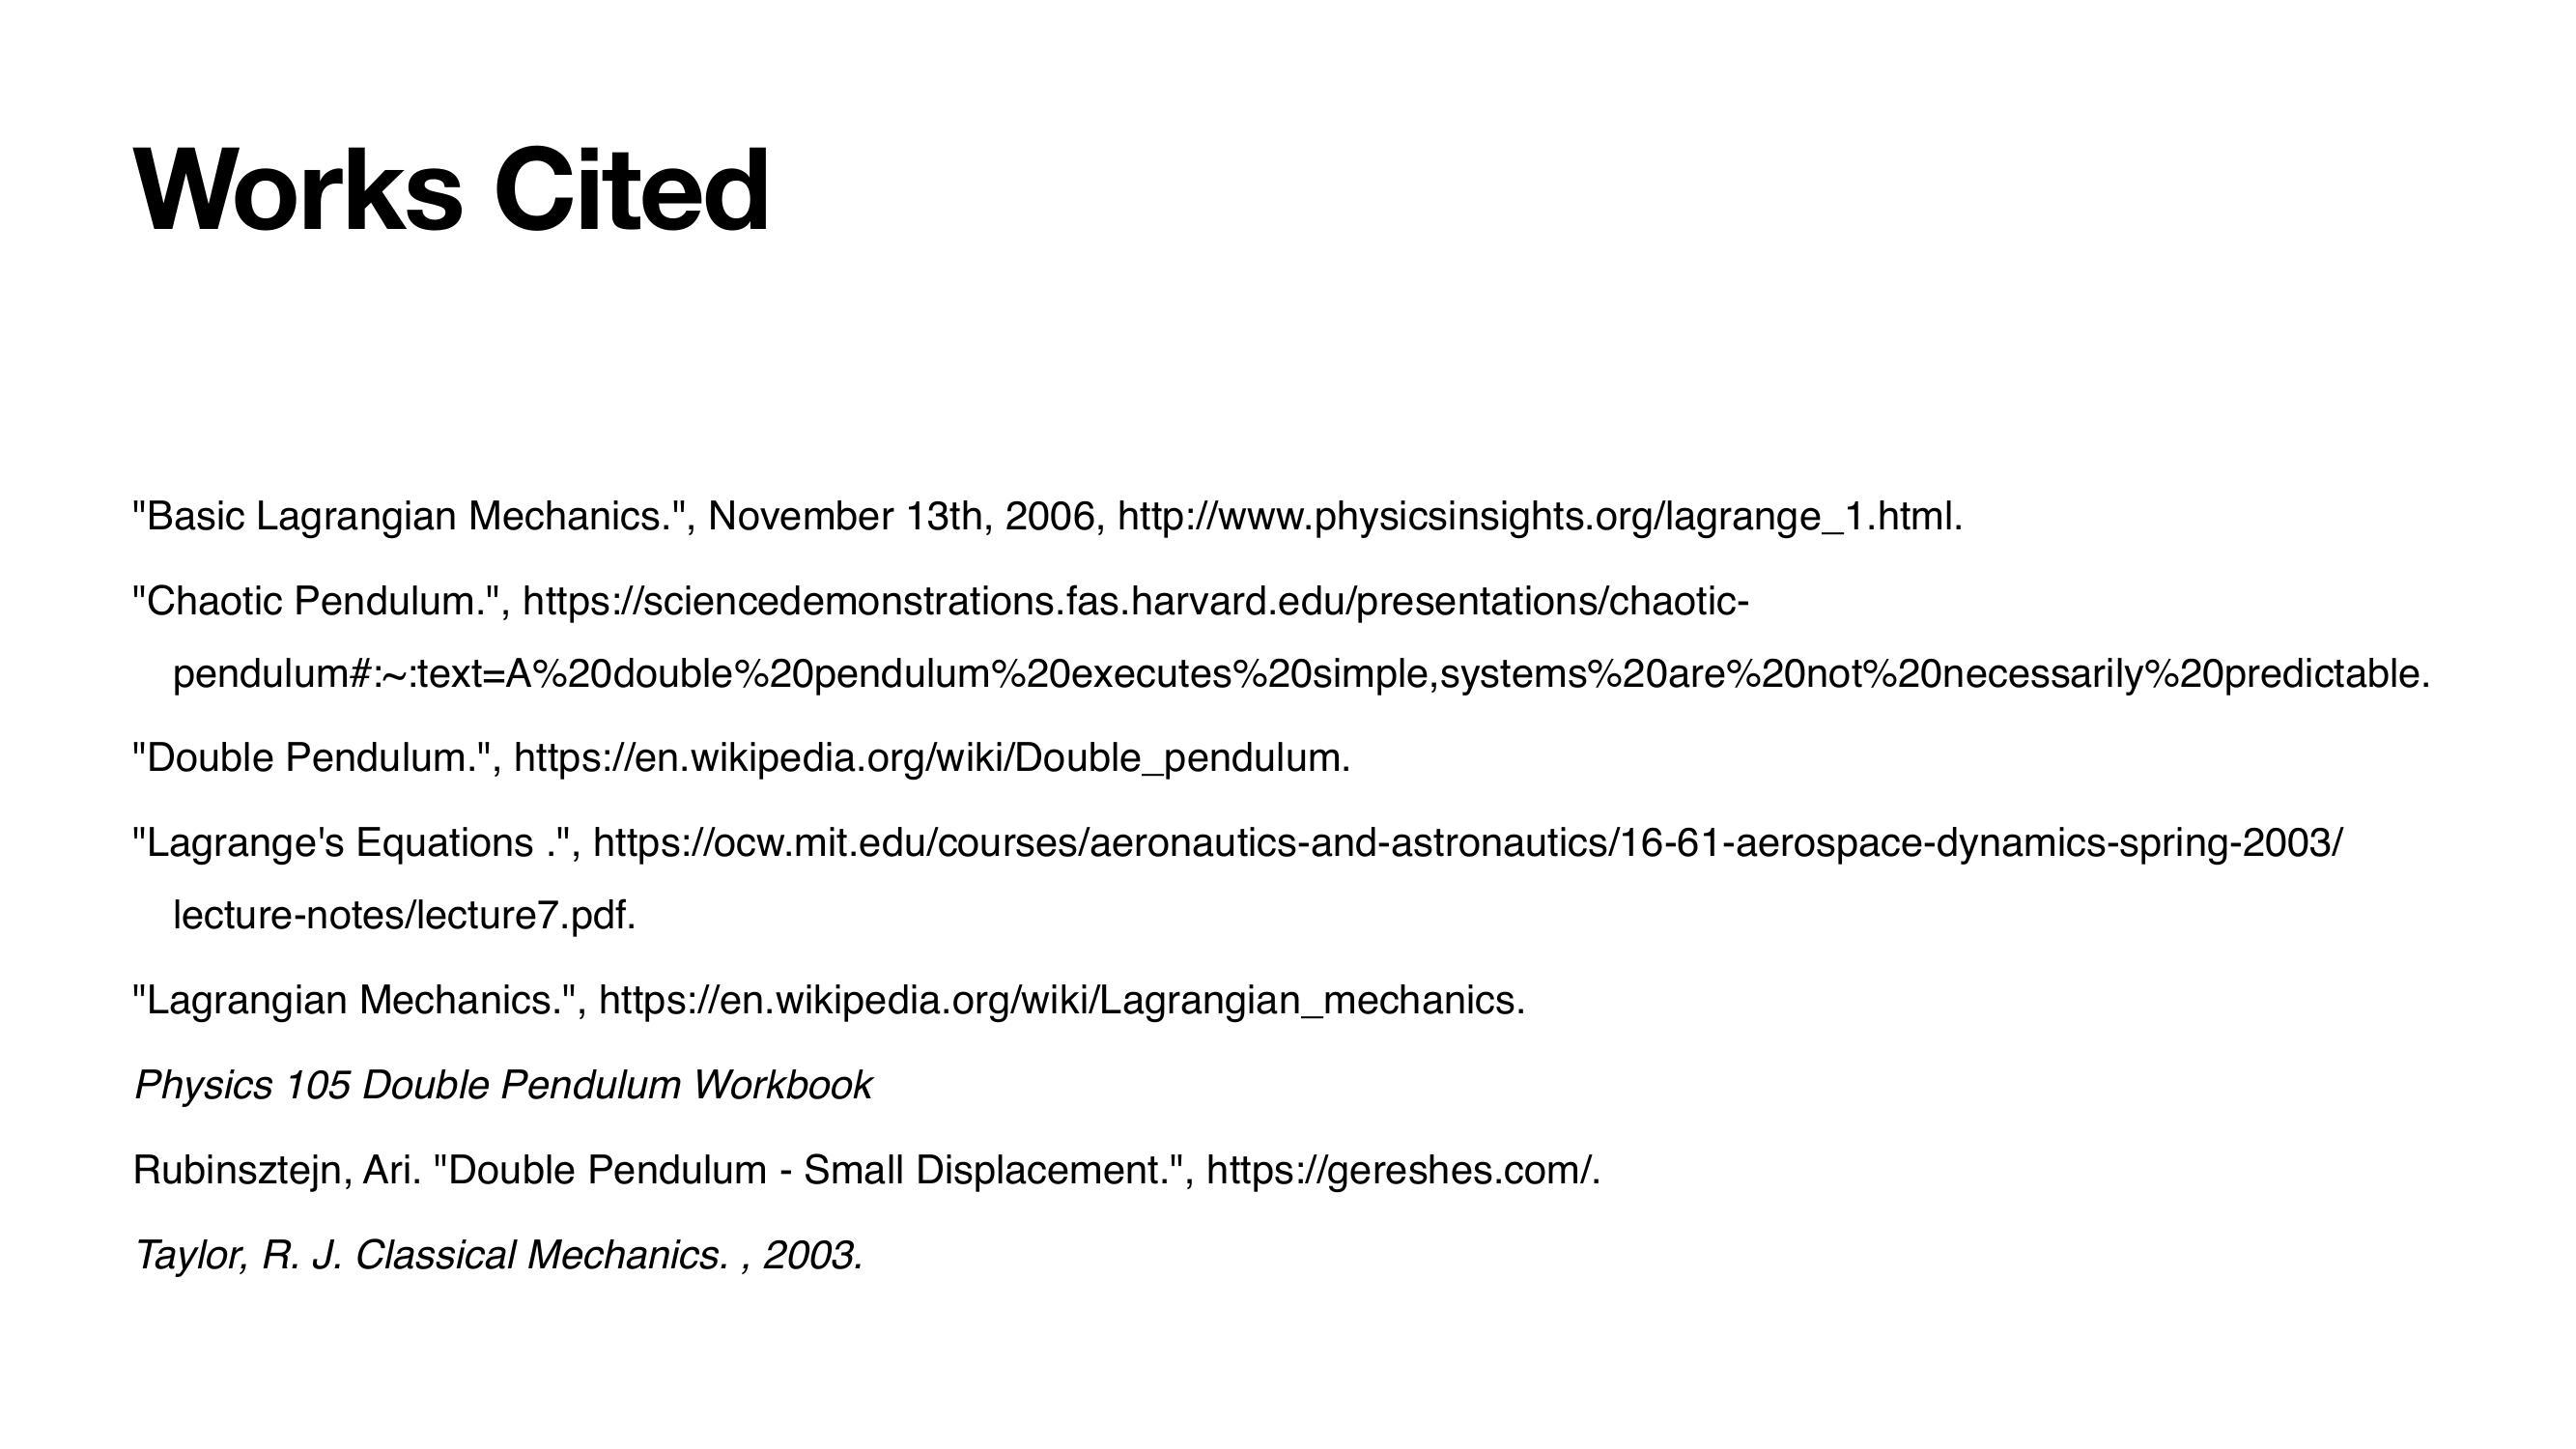 Works Cited
"Basic Lagrangian Mechanics.", November 13th, 2006, http://www.physicsinsights.org/lagrange_1.html.
"Chaotic Pendulum.", https://sciencedemonstrations.fas.harvard.edu/presentations/chaotic-
pendulum#:~:text=A%20double%20pendulum%20executes%20simple,systems%20are%20not%20necessarily%20predictable.
"Double Pendulum.", https://en.wikipedia.org/wiki/Double_pendulum.
"Lagrange's Equations .", https://ocw.mit.edu/courses/aeronautics-and-astronautics/16-61-aerospace-dynamics-spring-2003/
lecture-notes/lecture7.pdf.
"Lagrangian Mechanics.", https://en.wikipedia.org/wiki/Lagrangian_mechanics.
Physics 105 Double Pendulum Workbook
Rubinsztejn, Ari. "Double Pendulum - Small Displacement.", https://gereshes.com/.
Taylor, R. J. Classical Mechanics. , 2003.